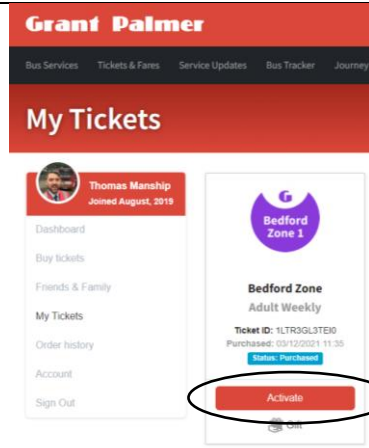 Grant Palmer
Bus Services Tickets & Fares Service Updates Bus Tracker Journey
My Tickets
Thomas Manship
Joined August, 2019
Dashboard
Buy tickets
Friends & Family
My Tickets
Order history
Account
Sign Out
G
Bedford
Zone 1
Bedford Zone
Adult Weekly
Ticket ID: 1LTR3GL3TEI0
Purchased: 03/12/2021 11:35
Status: Purchased
Activate
Gift